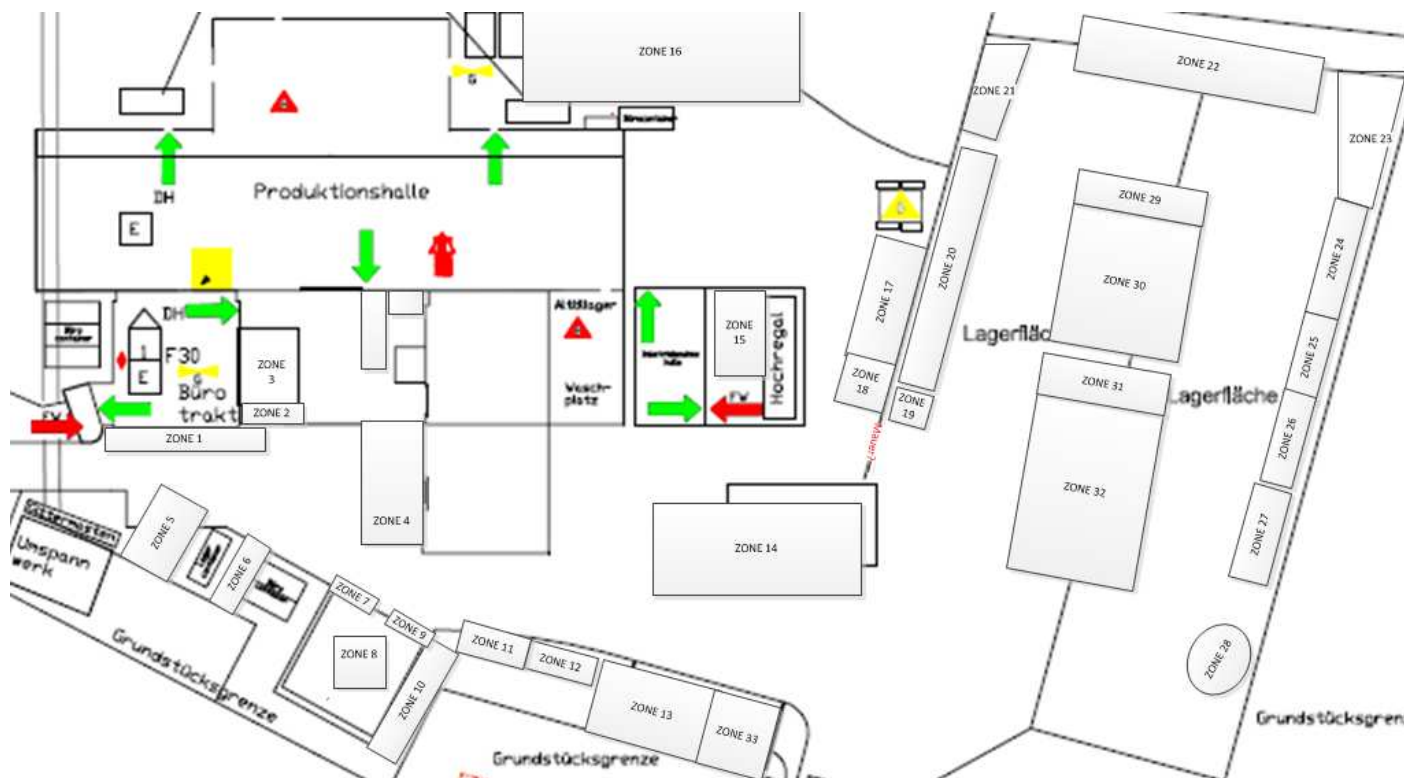 ZONE 16
ZONE 22
G
ZONE 21
ZONE 23
Produktionshalle
DH
E
ZONE 29
ZONE 24
ZONE 20
ZONE 17
ZONE 30
Altöllager
DH
ZONE 15
Hochregal
Lagerfläc
ZONE 25
1
F30
E
G
ZONE 3
Wasch-
platz
ZONE 18
ZONE 31
Büro
trakt
ZONE 2
FW
FW
ZONE 19
Lagerfläche
ZONE 26
ZONE 1
Mauer?
ZONE 32
ZONE 5
ZONE 4
ZONE 27
Gittermasten
Umspann
werk
ZONE 6
ZONE 14
ZONE 7
ZONE 9
ZONE 11
ZONE 12
ZONE 8
ZONE 28
Grundstücksgrenze
ZONE 10
ZONE 13
ZONE 33
Grundstücksgren
Grundstücksgrenze